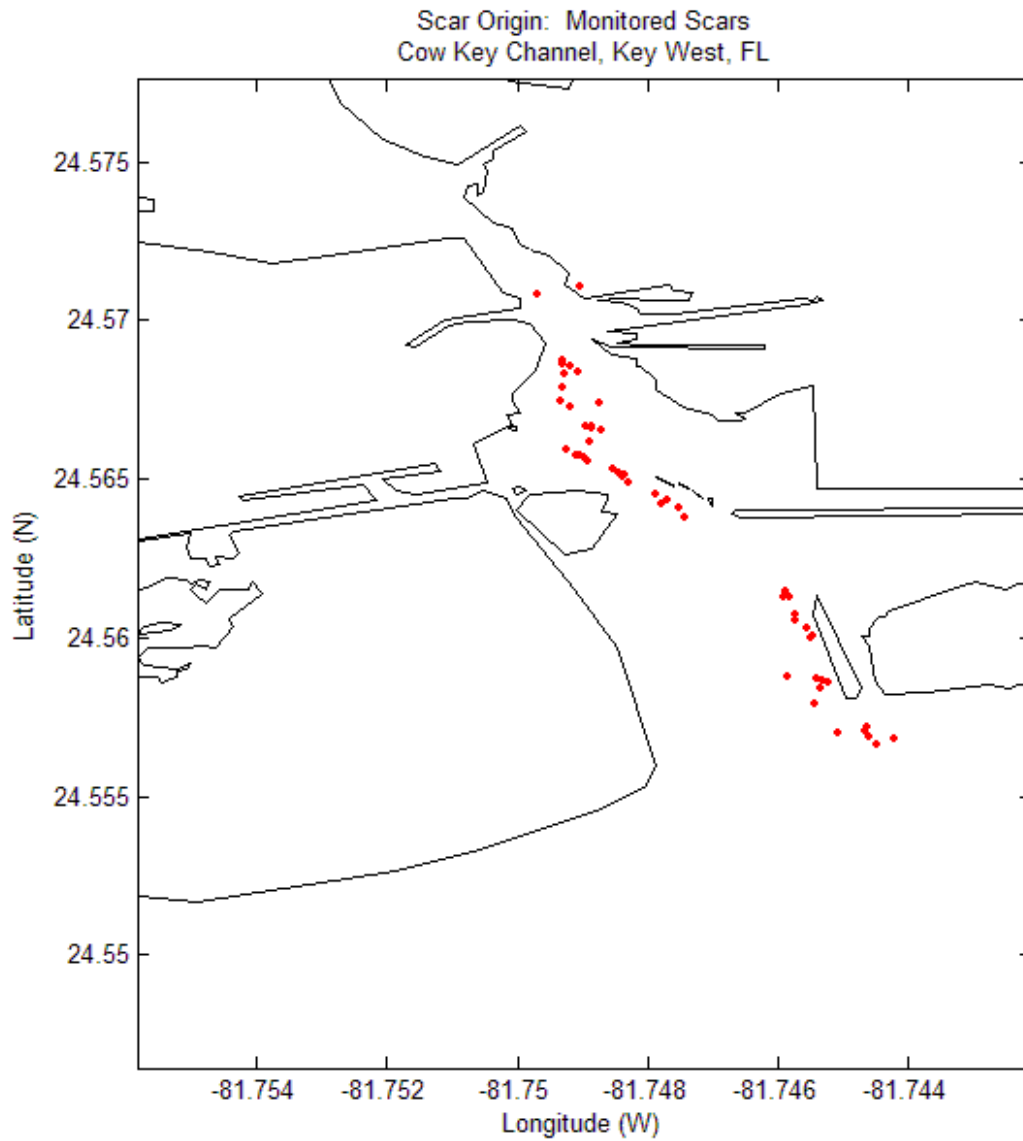 Scar Origin:  Monitored Scars
Cow Key Channel, Key West, FL
24.575
24.57
24.565
24.56
24.555
24.55
Latitude (N)
-81.754 -81.752 -81.75 -81.748 -81.746 -81.744
Longitude (W)